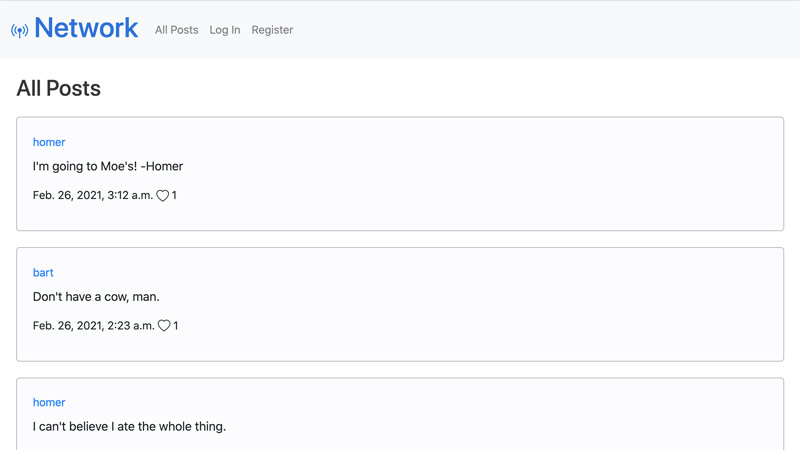 Network All Posts Log In Register
All Posts
homer
I'm going to Moe's! -Homer
Feb. 26, 2021, 3:12 a.m. 1
bart
Don't have a cow, man.
Feb. 26, 2021, 2:23 a.m. 1
homer
I can't believe I ate the whole thing.